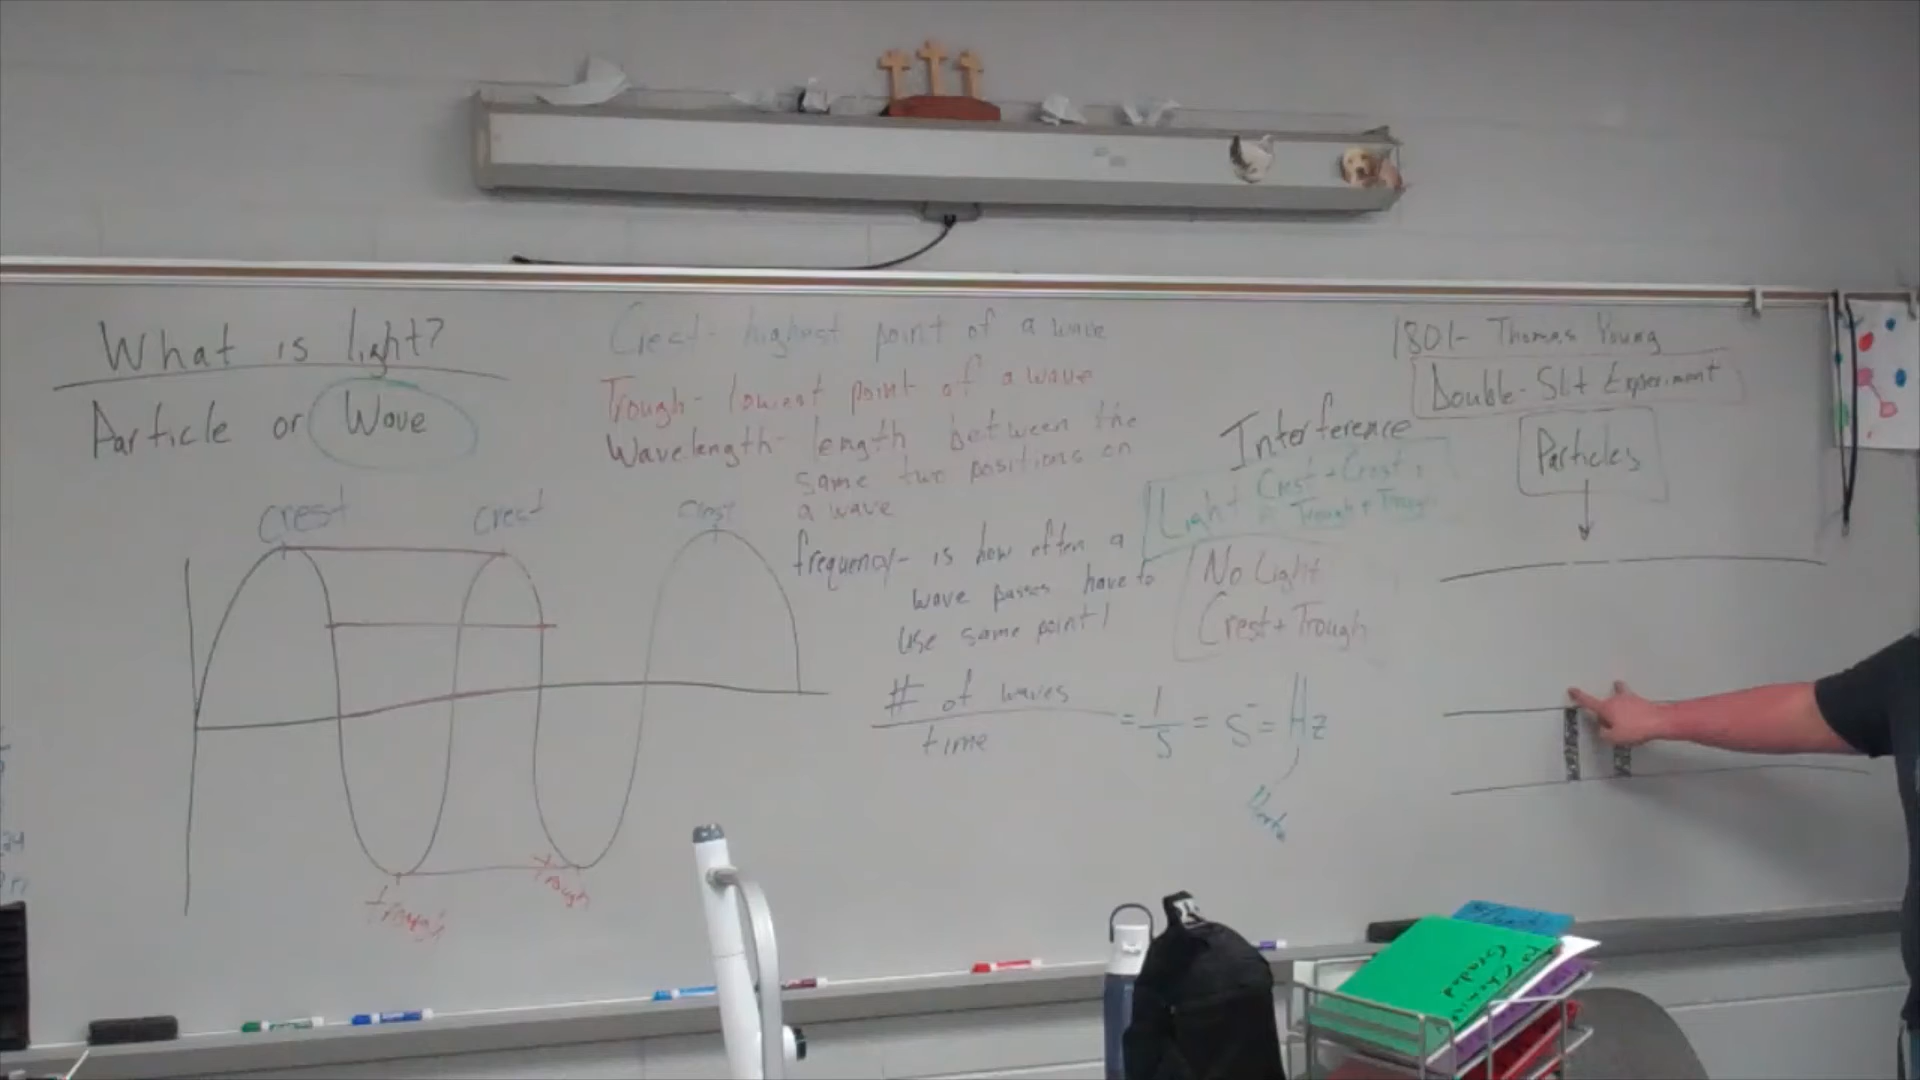 What is light?
Particle or Wave
Crest- highest point of a wave
Trough- lowest point of a wave
Wavelength- length between the
same two positions on
a wave
frequency- is how often a
wave passes have to
use same point!
# of waves
time
= 1/s = s⁻ = Hz
crest
crest
crest
trough
Trough
Interference
Light Crest + Crest
Trough + Trough
No Light
Crest + Trough
1801- Thomas Young
Double-Slit Experiment
Particles